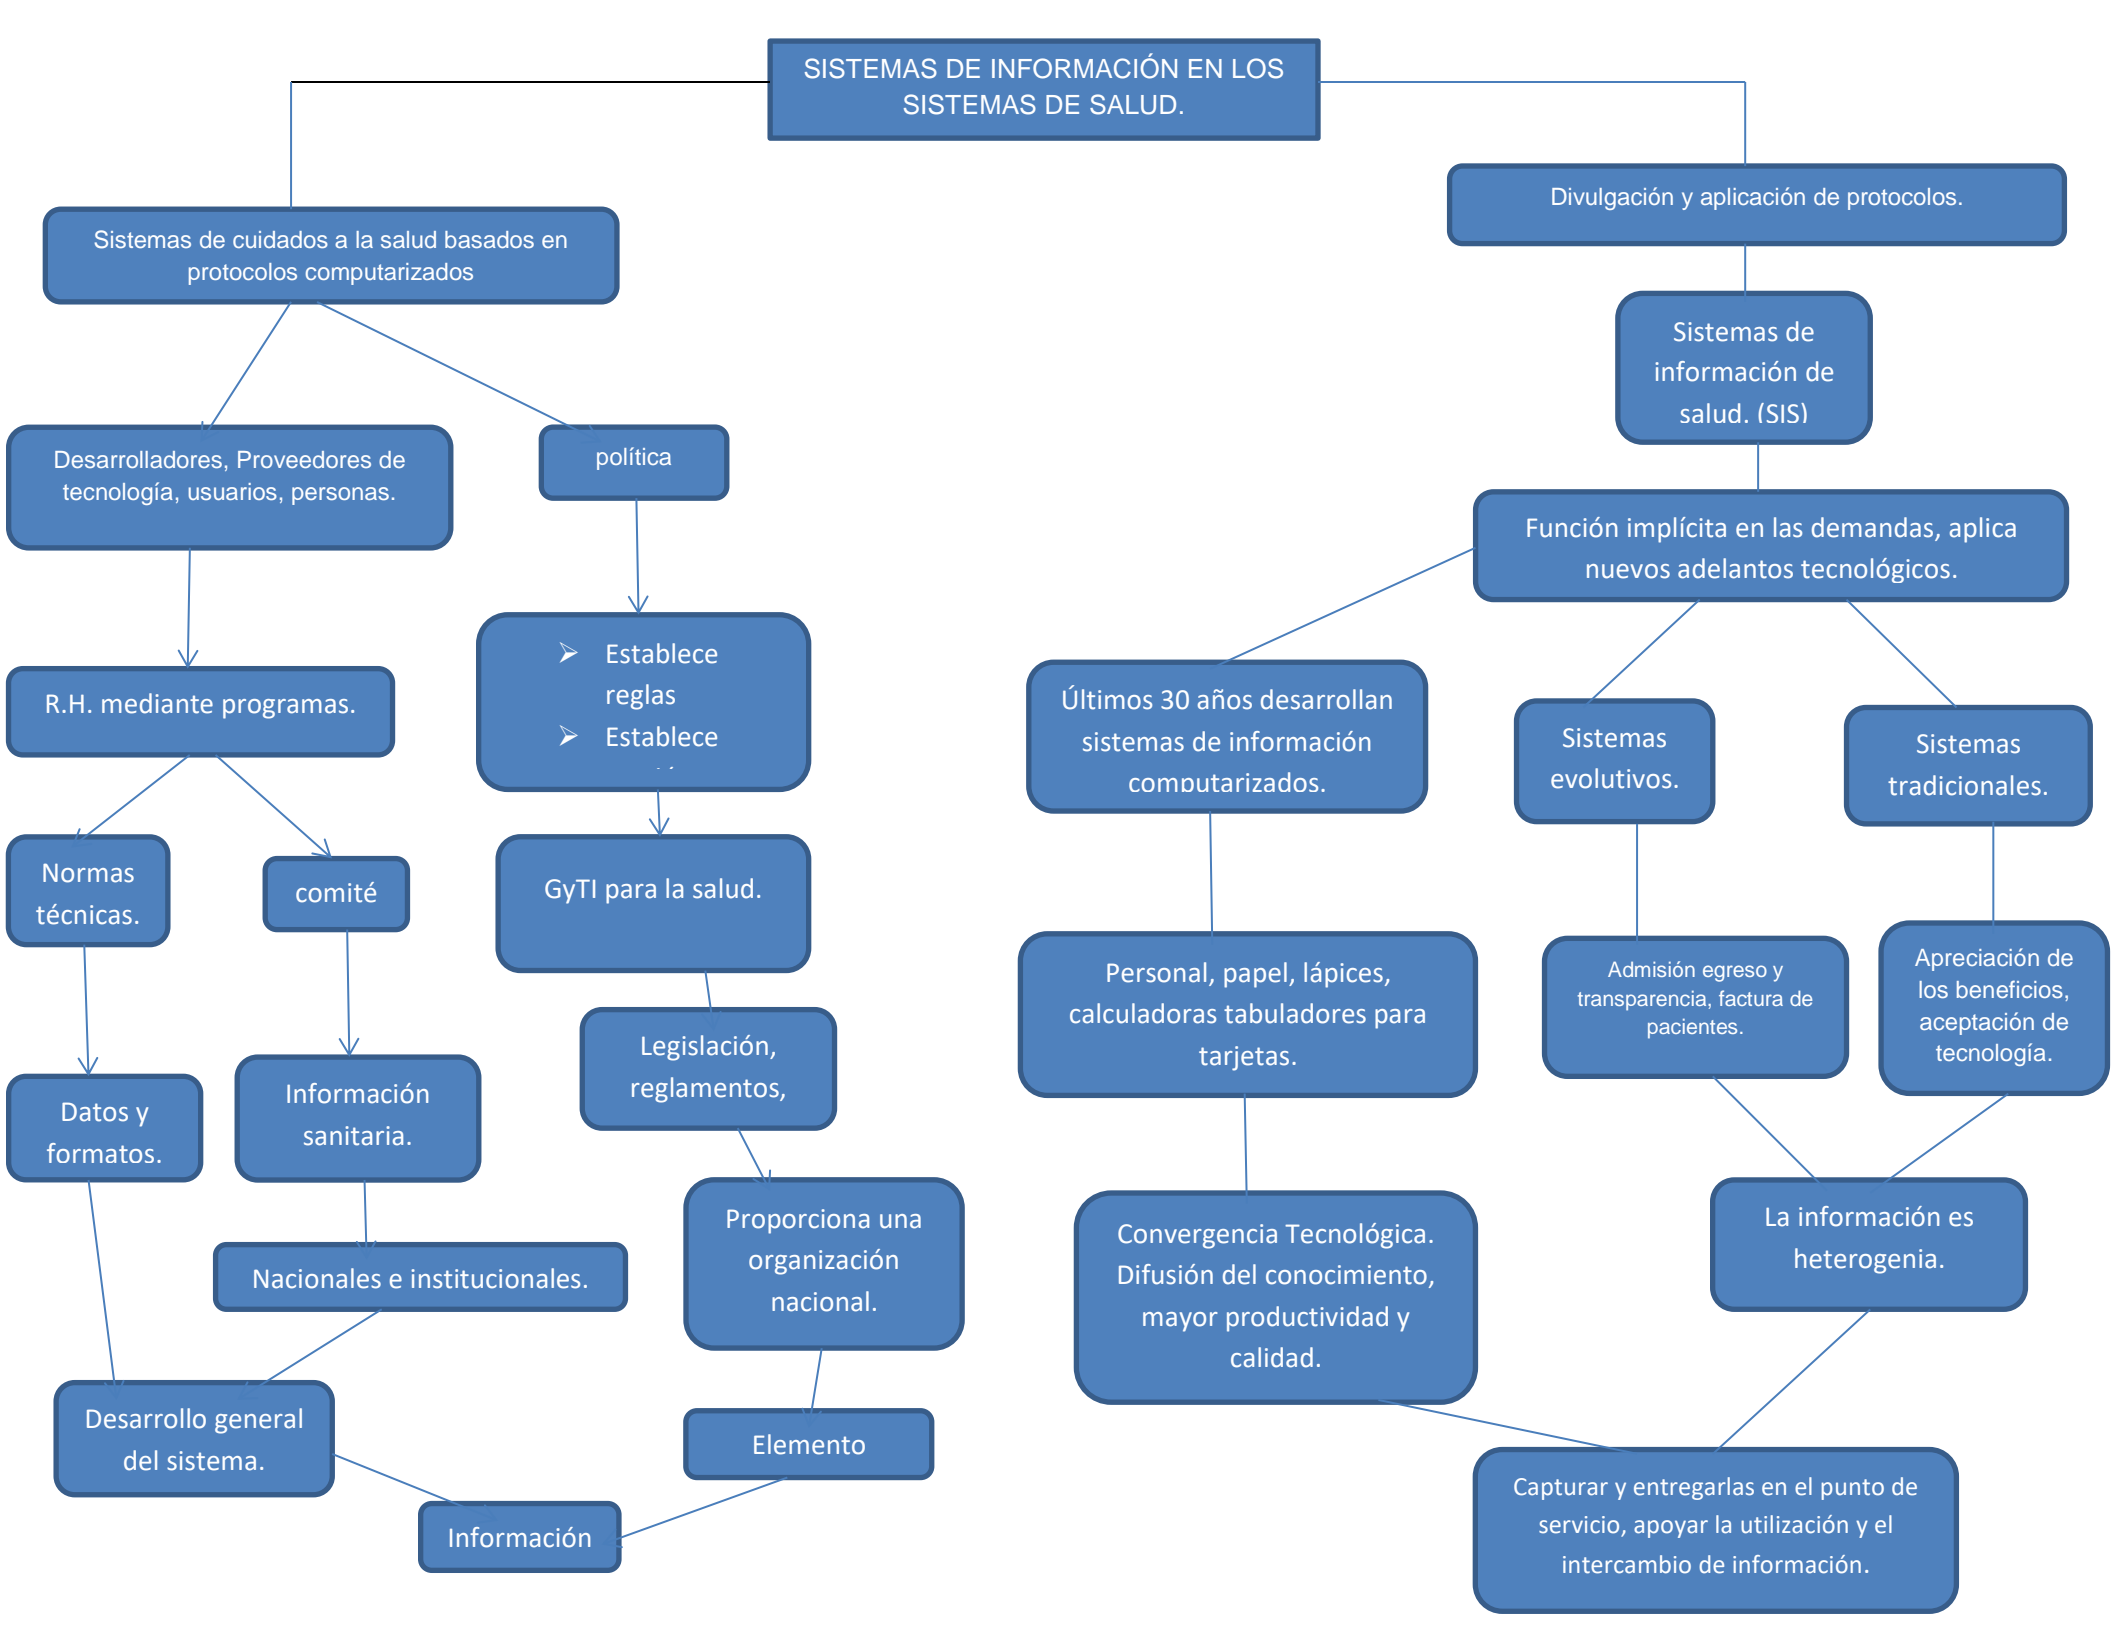 SISTEMAS DE INFORMACIÓN EN LOS
SISTEMAS DE SALUD.
Sistemas de cuidados a la salud basados en
protocolos computarizados
Desarrolladores, Proveedores de
tecnología, usuarios, personas.
política
R.H. mediante programas.
➢ Establece
reglas
➢ Establece
Normas
técnicas.
comité
GyTI para la salud.
Datos y
formatos.
Información
sanitaria.
Legislación,
reglamentos,
Nacionales e institucionales.
Proporciona una
organización
nacional.
Desarrollo general
del sistema.
Elemento
Información
Divulgación y aplicación de protocolos.
Sistemas de
información de
salud. (SIS)
Función implícita en las demandas, aplica
nuevos adelantos tecnológicos.
Últimos 30 años desarrollan
sistemas de información
computarizados.
Sistemas
evolutivos.
Sistemas
tradicionales.
Personal, papel, lápices,
calculadoras tabuladores para
tarjetas.
Admisión egreso y
transparencia, factura de
pacientes.
Apreciación de
los beneficios,
aceptación de
tecnología.
Convergencia Tecnológica.
Difusión del conocimiento,
mayor productividad y
calidad.
La información es
heterogenia.
Capturar y entregarlas en el punto de
servicio, apoyar la utilización y el
intercambio de información.